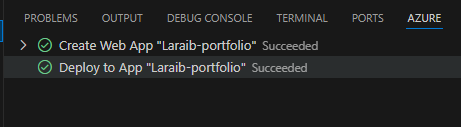 PROBLEMS OUTPUT DEBUG CONSOLE TERMINAL PORTS AZURE
Create Web App "Laraib-portfolio" Succeeded
Deploy to App "Laraib-portfolio" Succeeded